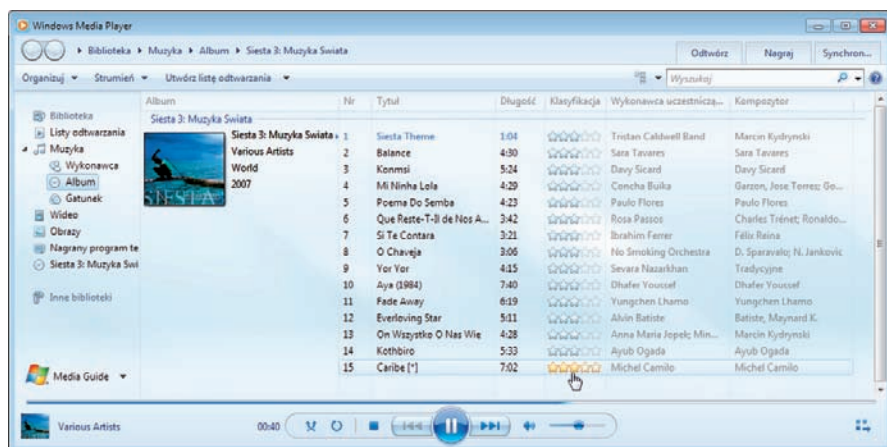 Windows Media Player
Biblioteka Muzyka Album Siesta 3: Muzyka Swiata
Odtwórz Nagraj Synchron...
Organizuj Strumień Utwórz listę odtwarzania Wyszukaj
Album Nr Tytuł Długość Klasyfikacja Wykonawca uczestniczą... Kompozytor
Biblioteka
Listy odtwarzania
Muzyka
Wykonawca
Album
Gatunek
Wideo
Obrazy
Nagrany program te
Siesta 3: Muzyka Swi
Inne biblioteki
Media Guide
Siesta 3: Muzyka Swiata
SIESTA
Siesta 3: Muzyka Swiata
Various Artists
World
2007
1 Siesta Theme 1:04 Tristan Caldwell Band Marcin Kydrynski
2 Balance 4:30 Sara Tavares Sara Tavares
3 Konmsi 5:24 Davy Sicard Davy Sicard
4 Mi Ninha Lola 4:29 Concha Buika Garzon, Jose Torres; Go...
5 Poema Do Semba 4:23 Paulo Flores Paulo Flores
6 Que Reste-T-Il de Nos A... 3:42 Rosa Passos Charles Trénet; Ronaldo...
7 Si Te Contara 3:21 Ibrahim Ferrer Félix Reina
8 O Chaveja 3:06 No Smoking Orchestra D. Sparavalo; N. Jankovic
9 Yor Yor 4:15 Sevara Nazarkhan Tradycyjne
10 Aya (1984) 7:40 Dhafer Youssef Dhafer Youssef
11 Fade Away 6:19 Yungchen Lhamo Yungchen Lhamo
12 Everloving Star 5:11 Alvin Batiste Batiste, Maynard K.
13 On Wszystko O Nas Wie 4:28 Anna Maria Jopek; Min... Marcin Kydrynski
14 Kothbiro 5:33 Ayub Ogada Ayub Ogada
15 Caribe [*] 7:02 Michel Camilo Michel Camilo
Various Artists 00:40